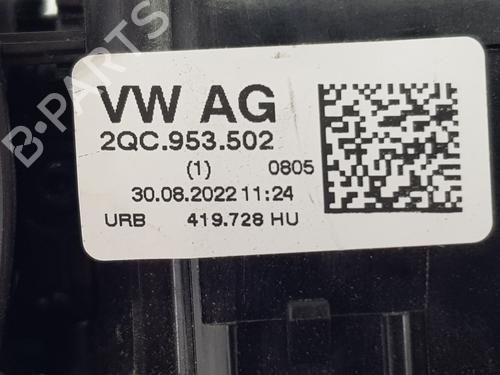 VW AG
2QC.953.502
(1) 0805
30.08.2022 11:24
URB 419.728 HU
B-PARTS